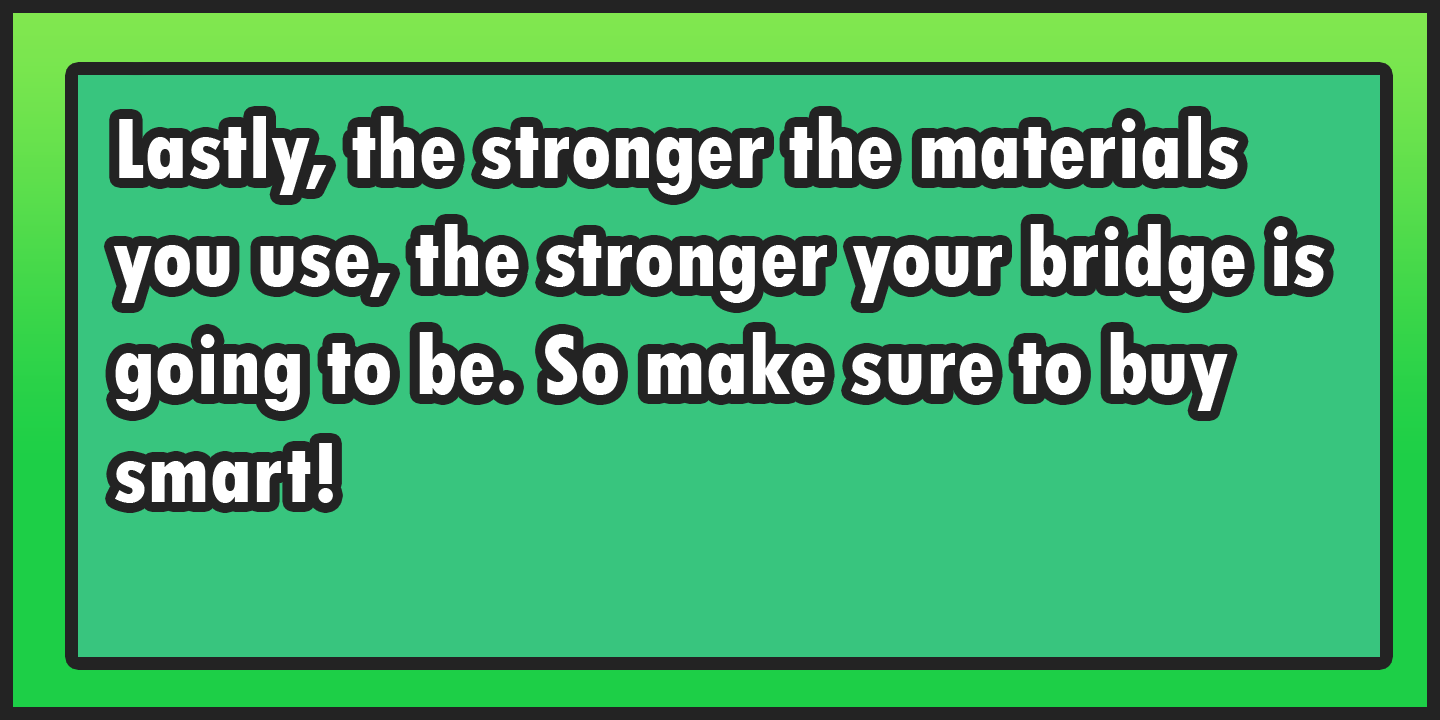 Lastly, the stronger the materials
you use, the stronger your bridge is
going to be. So make sure to buy
smart!